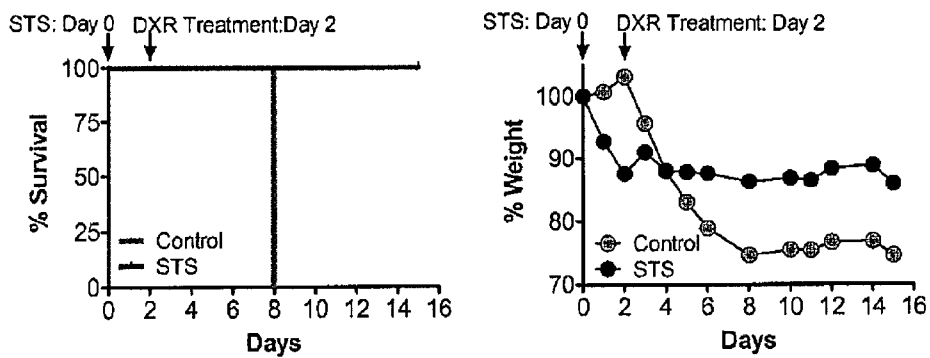 STS: Day 0 DXR Treatment:Day 2
100
75
50
25
0
% Survival
Control
STS
0 2 4 6 8 10 12 14 16
Days
STS: Day 0 DXR Treatment: Day 2
100
90
80
70
% Weight
Control
STS
0 2 4 6 8 10 12 14 16
Days